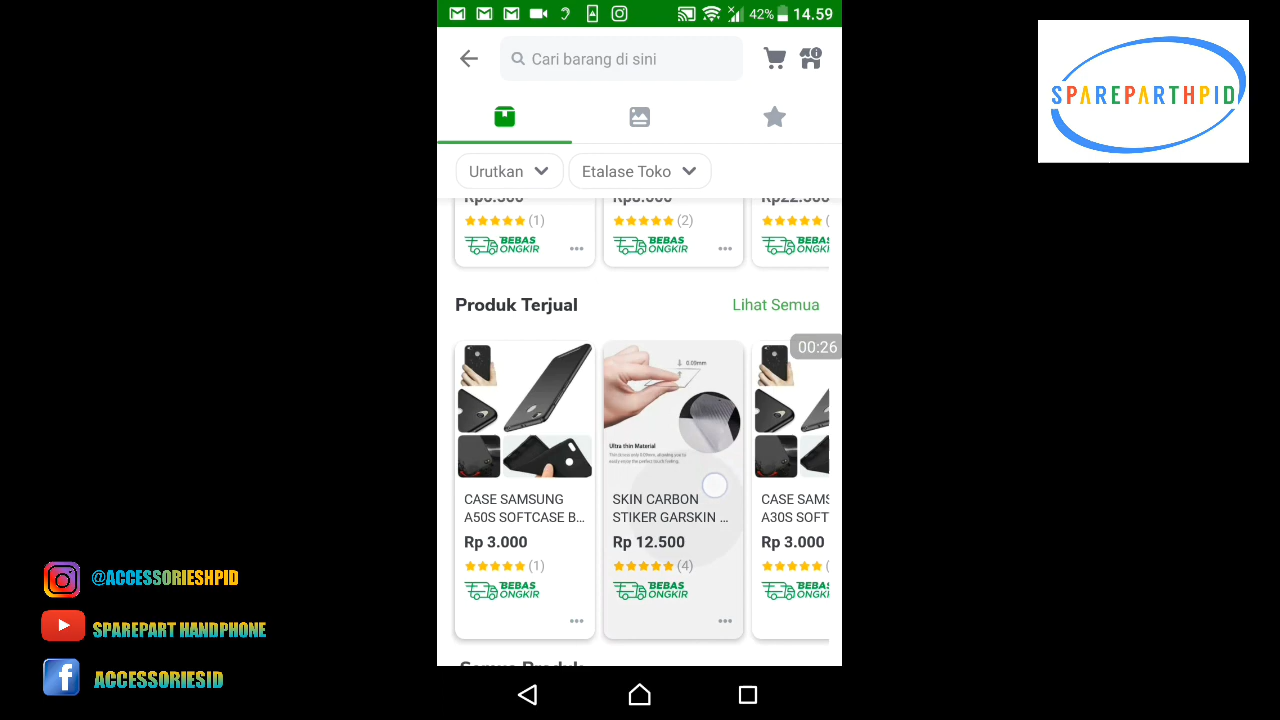 42% 14.59
Cari barang di sini
SPAREPARTHPID
Urutkan
Etalase Toko
(1)
(2)
BEBAS ONGKIR
BEBAS ONGKIR
Produk Terjual
Lihat Semua
00:26
0.09mm
Ultra thin Material
CASE SAMSUNG
A50S SOFTCASE B...
Rp 3.000
(1)
BEBAS ONGKIR
SKIN CARBON
STIKER GARSKIN ...
Rp 12.500
(4)
BEBAS ONGKIR
CASE SAMS
A30S SOFT
Rp 3.000
@ACCESSORIESHPID
SPAREPART HANDPHONE
ACCESSORIESID